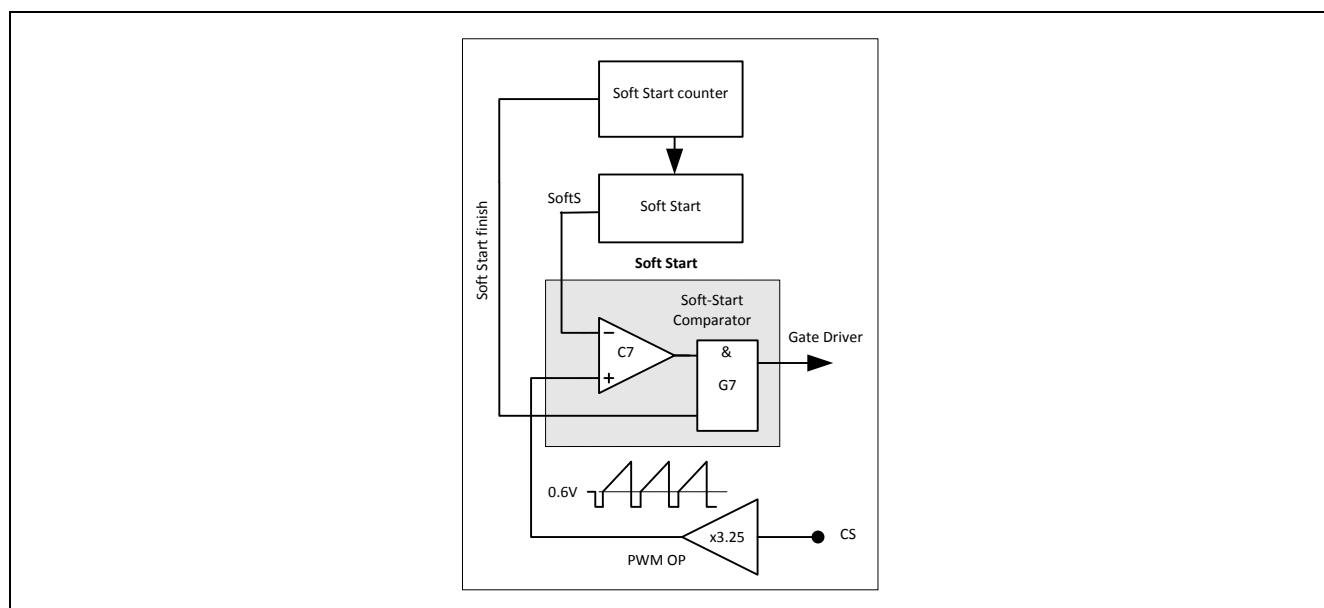 Soft Start counter
SoftS
Soft Start
Soft Start finish
Soft Start
Soft-Start
Comparator
Gate Driver
−
C7
+
&
G7
0.6V
x3.25
CS
PWM OP